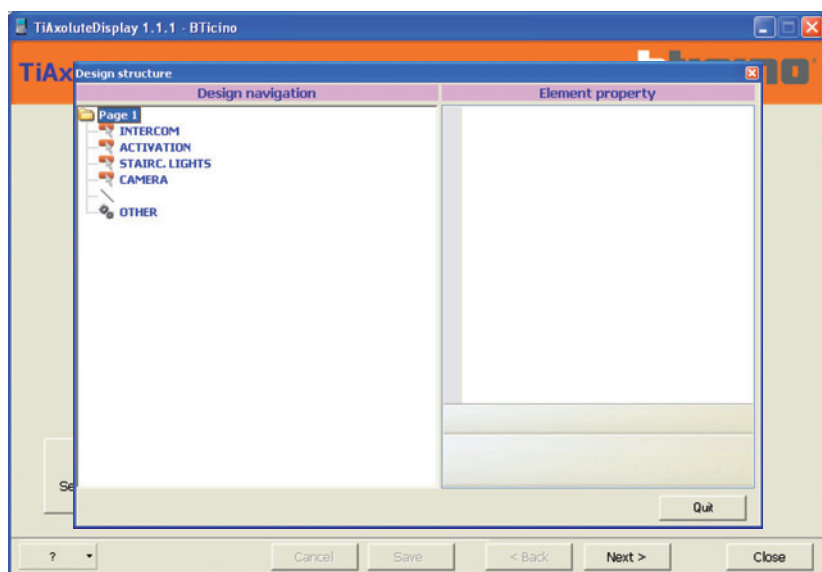 TiAxoluteDisplay 1.1.1 - BTicino
TiAx
Design structure
Design navigation
Element property
Page 1
INTERCOM
ACTIVATION
STAIRC. LIGHTS
CAMERA
OTHER
Se
Quit
? Cancel Save < Back Next > Close